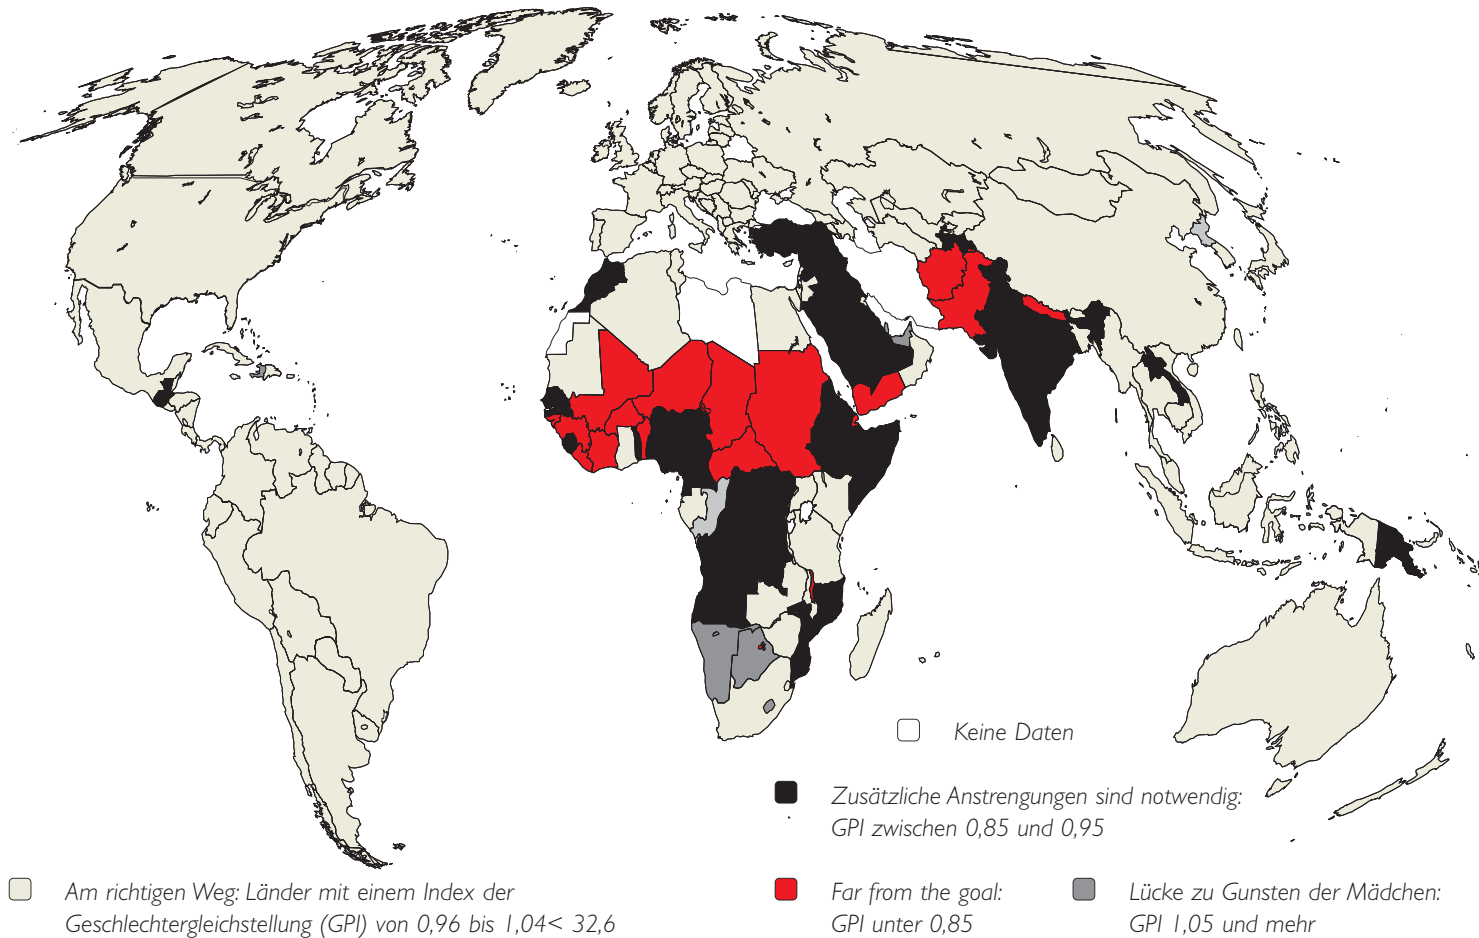 Keine Daten
Zusätzliche Anstrengungen sind notwendig:
GPI zwischen 0,85 und 0,95
Am richtigen Weg: Länder mit einem Index der
Geschlechtergleichstellung (GPI) von 0,96 bis 1,04< 32,6
Far from the goal:
GPI unter 0,85
Lücke zu Gunsten der Mädchen:
GPI 1,05 und mehr